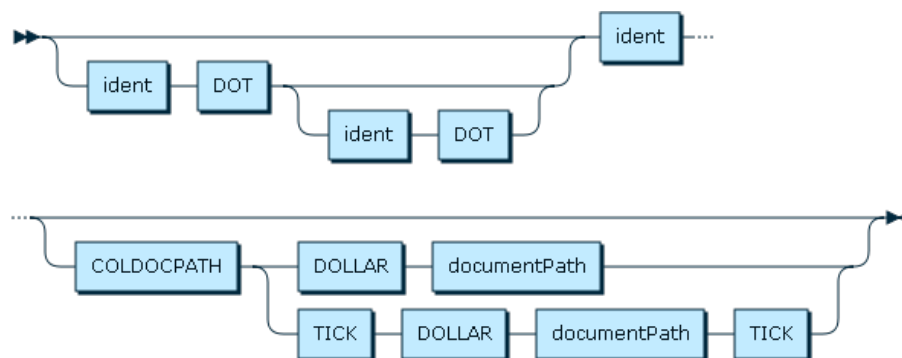 ident
ident DOT
ident DOT
COLDOCPATH DOLLAR documentPath
TICK DOLLAR documentPath TICK